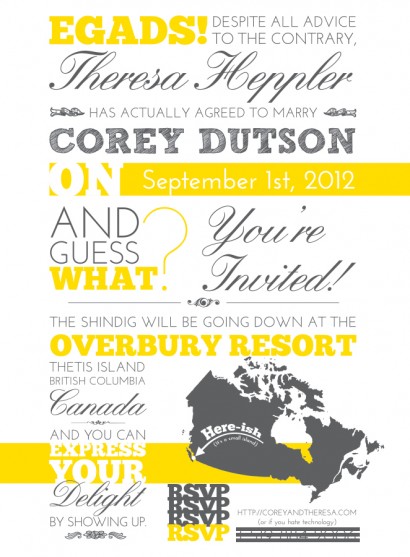 EGADS! DESPITE ALL ADVICE
TO THE CONTRARY,
Theresa Heppler
HAS ACTUALLY AGREED TO MARRY
COREY DUTSON
ON September 1st, 2012
AND
GUESS
WHAT?
You're
Invited!
THE SHINDIG WILL BE GOING DOWN AT THE
OVERBURY RESORT
THETIS ISLAND
BRITISH COLUMBIA
Canada
Here-ish
(It's a small island)
AND YOU CAN
EXPRESS
YOUR
Delight
BY SHOWING UP.
RSVP
RSVP
RSVP
RSVP
HTTP://COREYANDTHERESA.COM
(or if you hate technology)